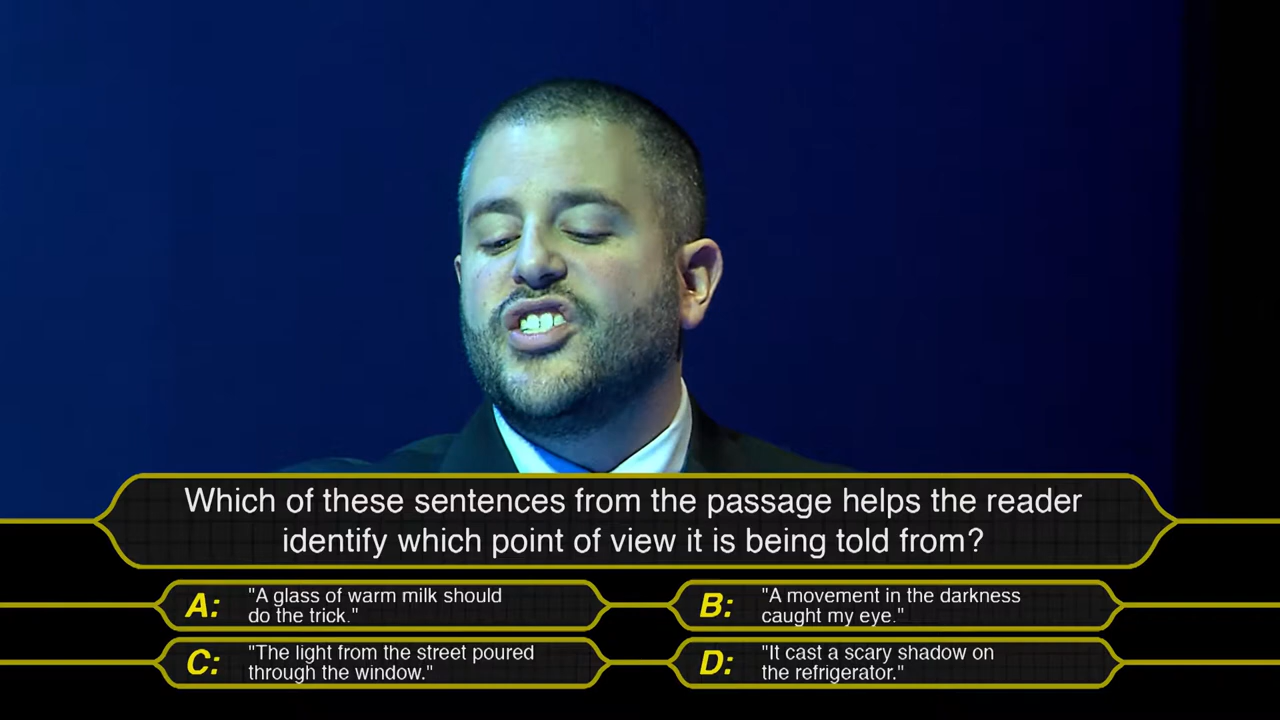 Which of these sentences from the passage helps the reader
identify which point of view it is being told from?
A: "A glass of warm milk should
do the trick."
B: "A movement in the darkness
caught my eye."
C: "The light from the street poured
through the window."
D: "It cast a scary shadow on
the refrigerator."